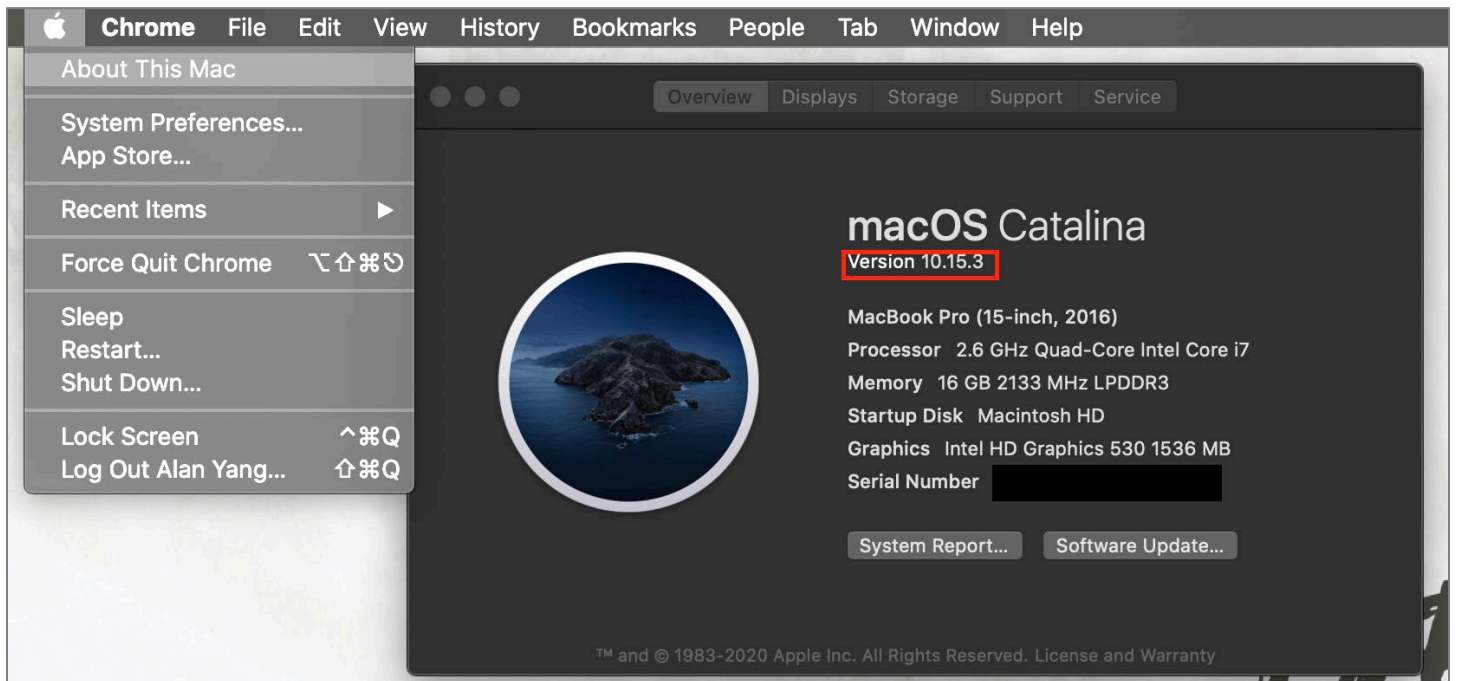 Chrome File Edit View History Bookmarks People Tab Window Help
About This Mac
System Preferences...
App Store...
Recent Items
Force Quit Chrome ⌥⇧⌘⎋
Sleep
Restart...
Shut Down...
Lock Screen ^⌘Q
Log Out Alan Yang... ⇧⌘Q
Overview Displays Storage Support Service
macOS Catalina
Version 10.15.3
MacBook Pro (15-inch, 2016)
Processor 2.6 GHz Quad-Core Intel Core i7
Memory 16 GB 2133 MHz LPDDR3
Startup Disk Macintosh HD
Graphics Intel HD Graphics 530 1536 MB
Serial Number
System Report... Software Update...
™ and © 1983-2020 Apple Inc. All Rights Reserved. License and Warranty